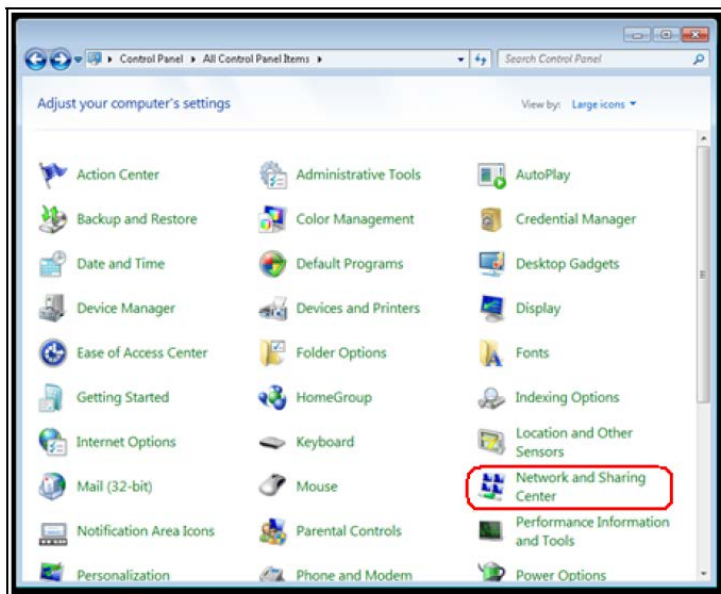 Control Panel All Control Panel Items Search Control Panel
Adjust your computer's settings View by: Large icons
Action Center Administrative Tools AutoPlay
Backup and Restore Color Management Credential Manager
Date and Time Default Programs Desktop Gadgets
Device Manager Devices and Printers Display
Ease of Access Center Folder Options Fonts
Getting Started HomeGroup Indexing Options
Internet Options Keyboard Location and Other
Sensors
Mail (32-bit) Mouse Network and Sharing
Center
Notification Area Icons Parental Controls Performance Information
and Tools
Personalization Phone and Modem Power Options